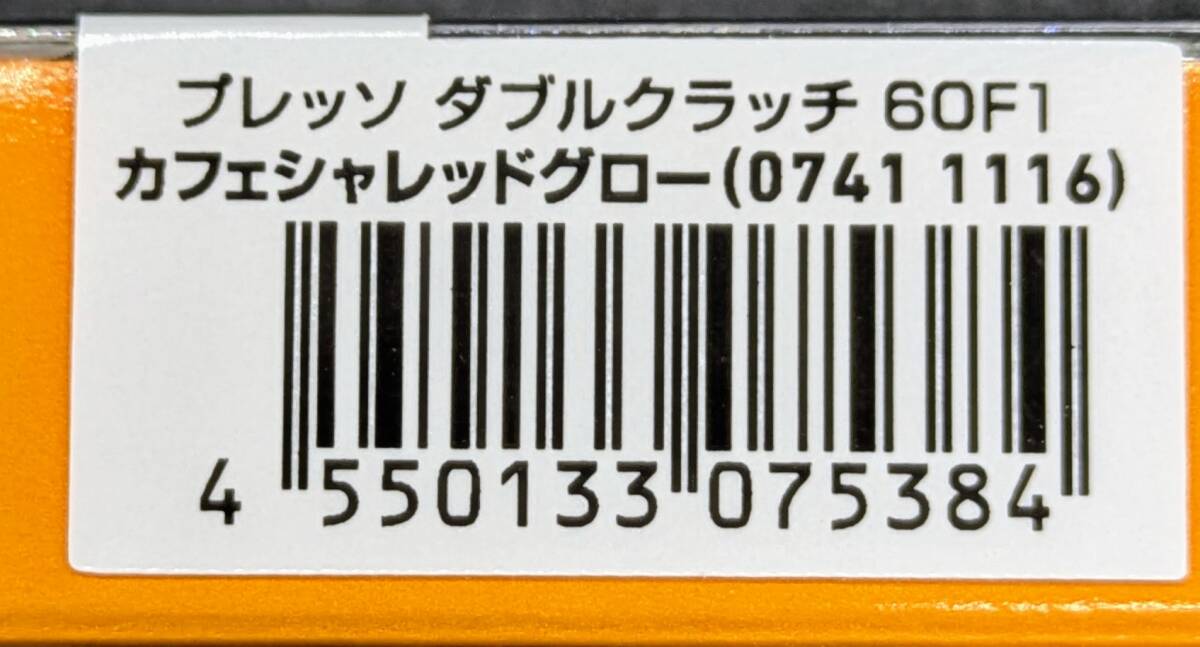 プレッソ ダブルクラッチ 60F1
カフェシャレッドグロー(0741 1116)
4 550133 075384